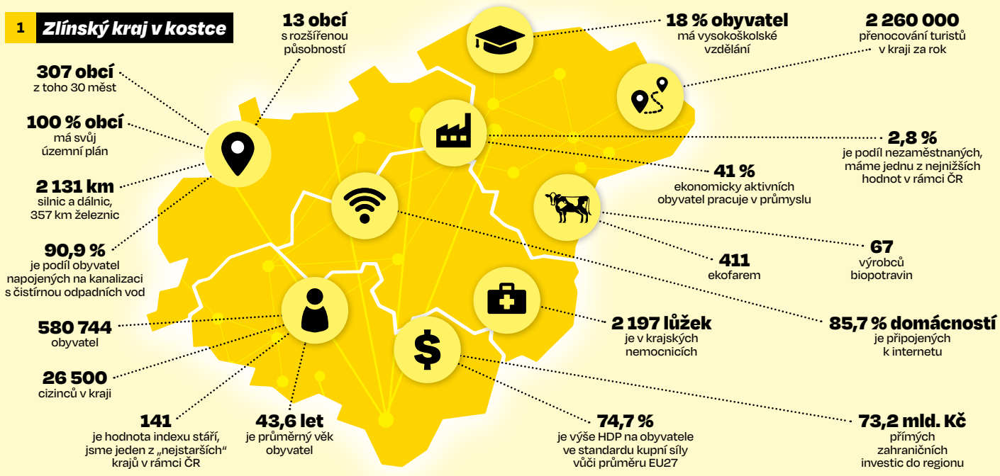 1 Zlínský kraj v kostce
13 obcí
s rozšířenou
působností
18 % obyvatel
má vysokoškolské
vzdělání
2 260 000
přenocování turistů
v kraji za rok
307 obcí
z toho 30 měst
100 % obcí
má svůj
územní plán
2 131 km
silnic a dálnic,
357 km železnic
90,9 %
je podíl obyvatel
napojených na kanalizaci
s čistírnou odpadních vod
2,8 %
je podíl nezaměstnaných,
máme jednu z nejnižších
hodnot v rámci ČR
41 %
ekonomicky aktivních
obyvatel pracuje v průmyslu
67
výrobců
biopotravin
411
ekofarem
580 744
obyvatel
26 500
cizinců v kraji
141
je hodnota indexu stáří,
jsme jeden z „nejstarších“
krajů v rámci ČR
43,6 let
je průměrný věk
obyvatel
2 197 lůžek
je v krajských
nemocnicích
85,7 % domácností
je připojených
k internetu
$
74,7 %
je výše HDP na obyvatele
ve standardu kupní síly
vůči průměru EU27
73,2 mld. Kč
přímých
zahraničních
investic do regionu